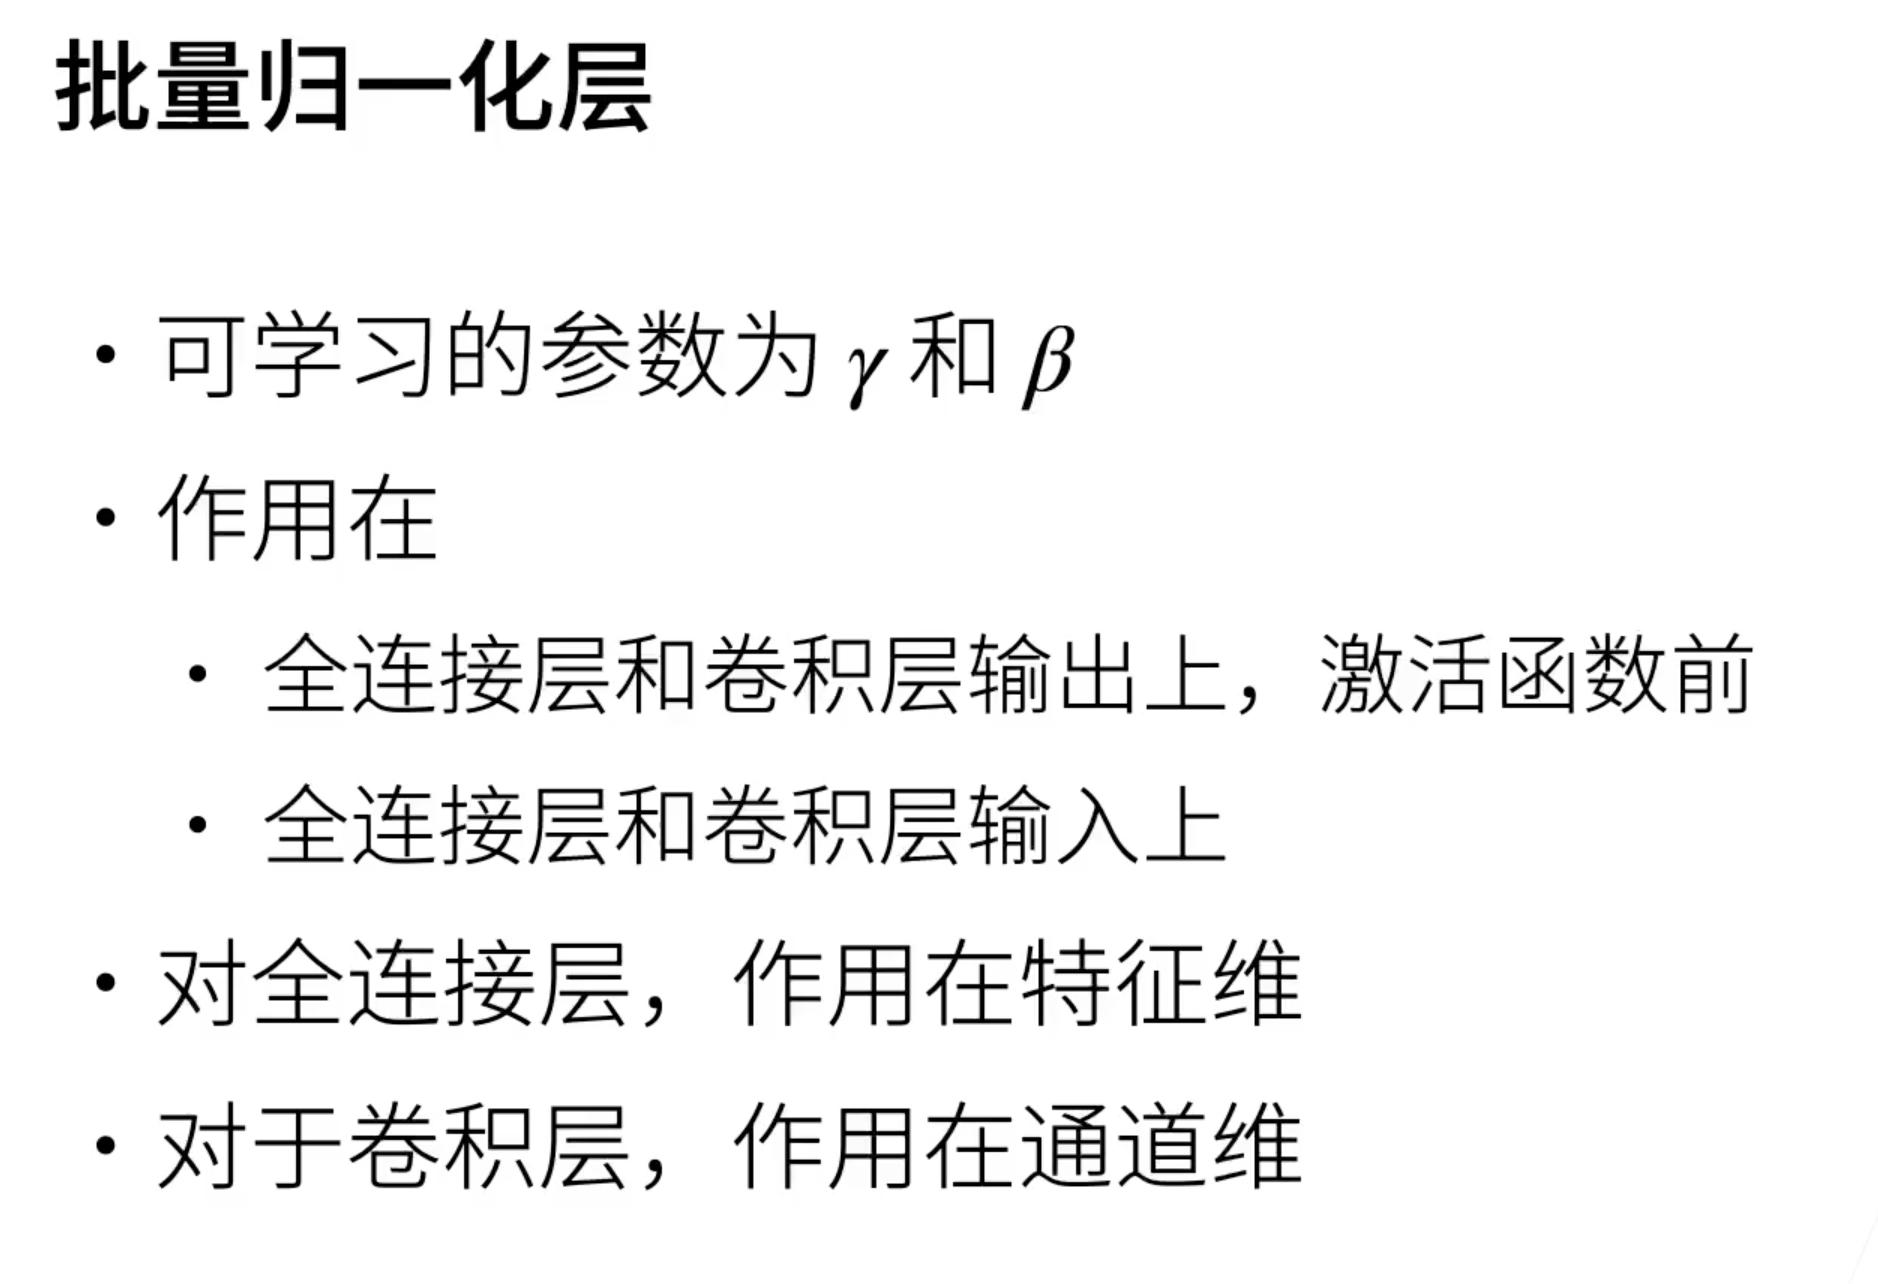 批量归一化层
• 可学习的参数为 γ 和 β
• 作用在
• 全连接层和卷积层输出上，激活函数前
• 全连接层和卷积层输入上
• 对全连接层，作用在特征维
• 对于卷积层，作用在通道维